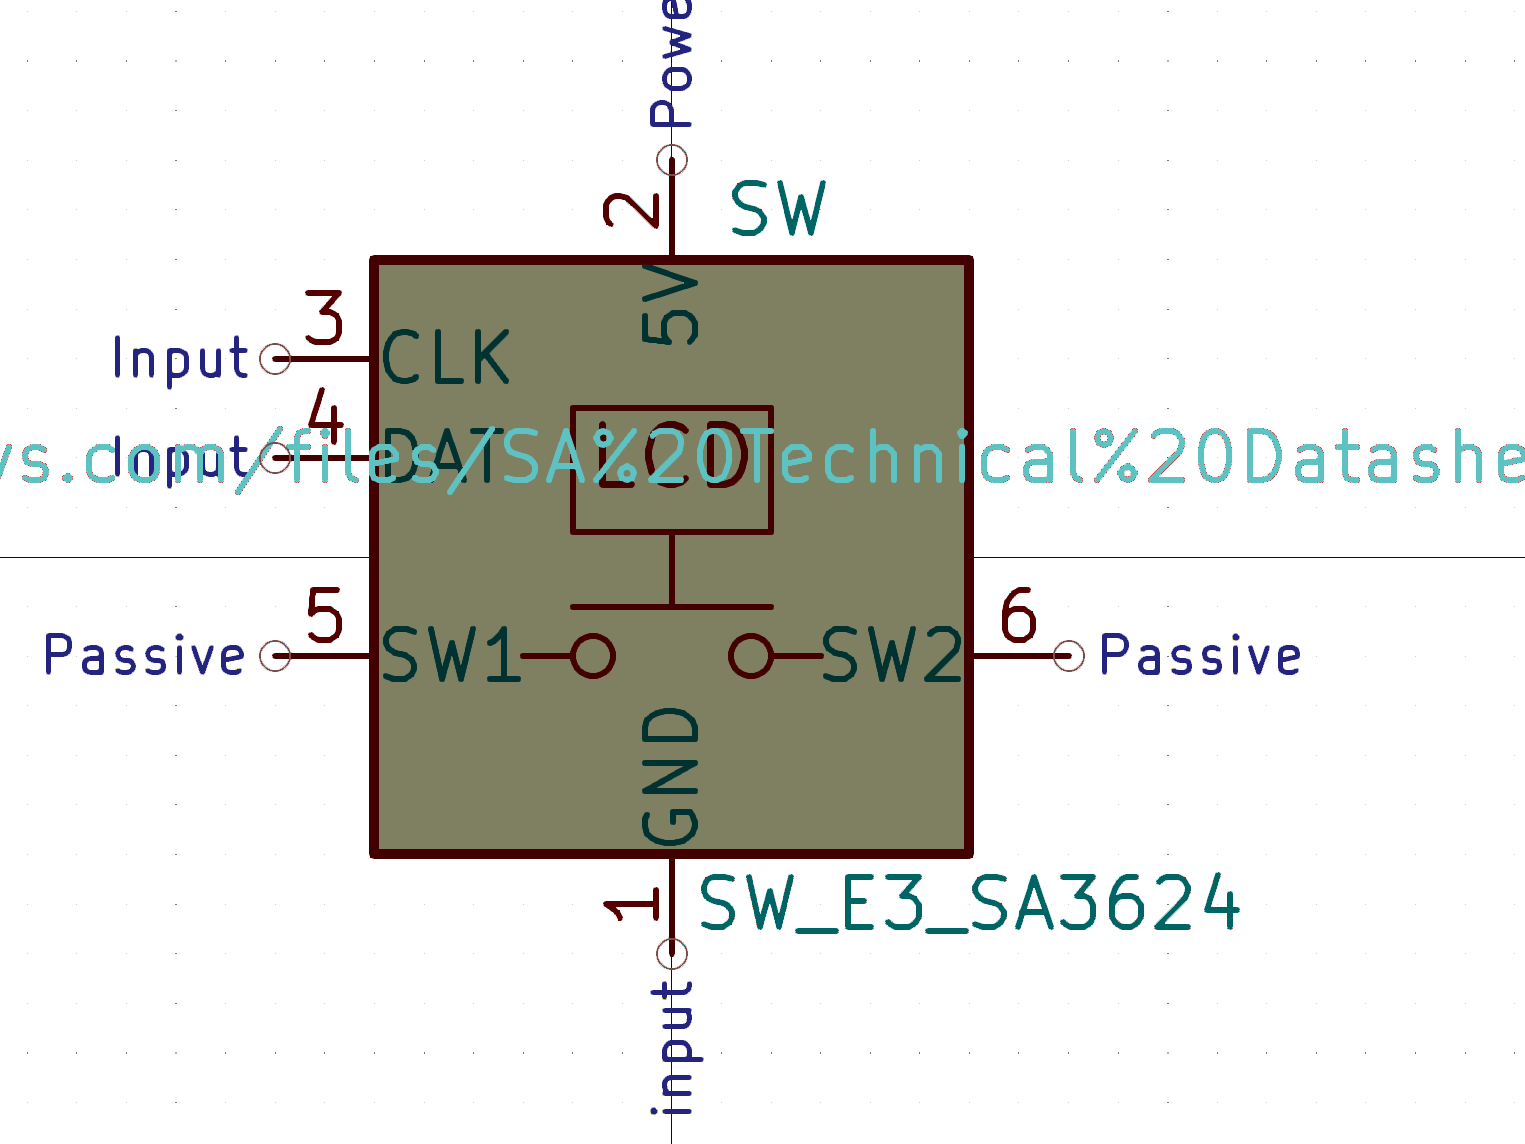 Powe
2
SW
3
5V
Input
CLK
4
LCD
Input
DAT
vs.com/files/SA%20Technical%20Datashe
5
6
Passive
SW1
SW2
Passive
GND
1
SW_E3_SA3624
input